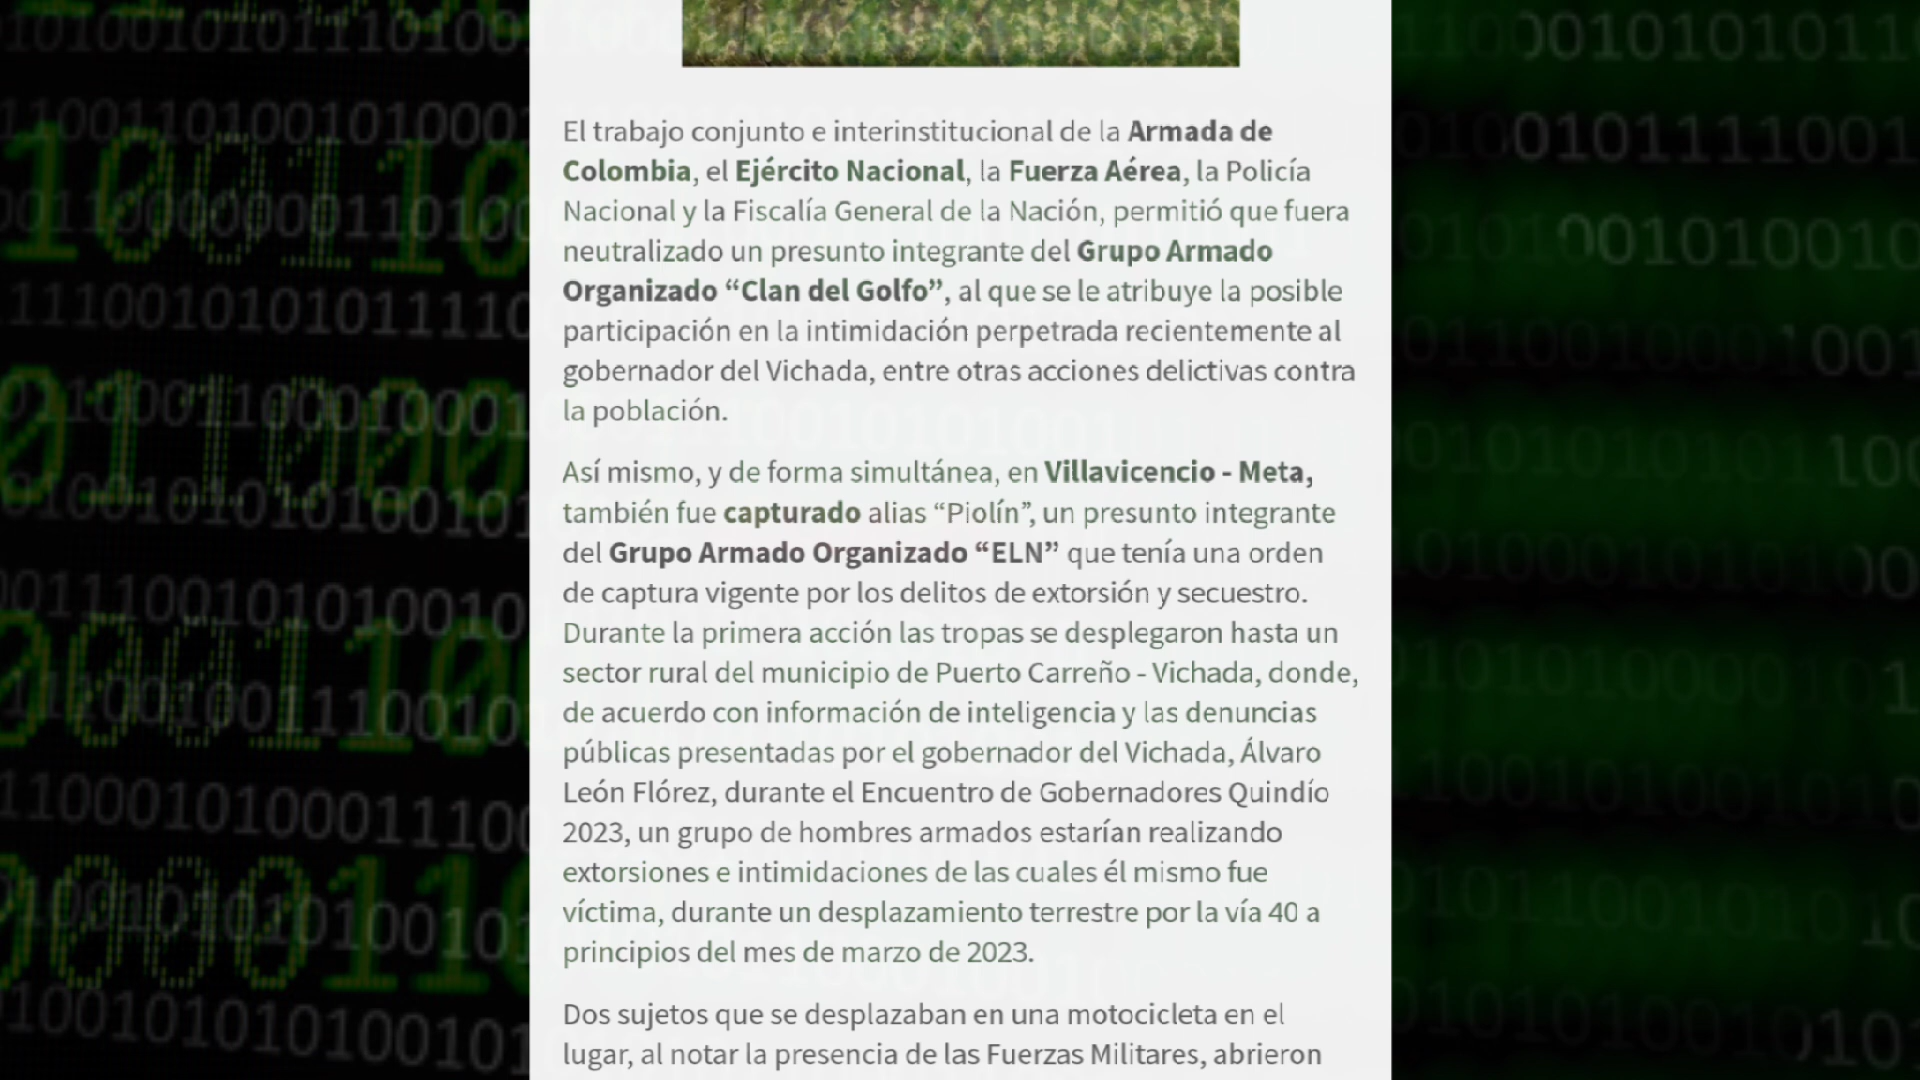 El trabajo conjunto e interinstitucional de la Armada de
Colombia, el Ejército Nacional, la Fuerza Aérea, la Policía
Nacional y la Fiscalía General de la Nación, permitió que fuera
neutralizado un presunto integrante del Grupo Armado
Organizado “Clan del Golfo”, al que se le atribuye la posible
participación en la intimidación perpetrada recientemente al
gobernador del Vichada, entre otras acciones delictivas contra
la población.
Así mismo, y de forma simultánea, en Villavicencio - Meta,
también fue capturado alias “Piolín”, un presunto integrante
del Grupo Armado Organizado “ELN” que tenía una orden
de captura vigente por los delitos de extorsión y secuestro.
Durante la primera acción las tropas se desplegaron hasta un
sector rural del municipio de Puerto Carreño - Vichada, donde,
de acuerdo con información de inteligencia y las denuncias
públicas presentadas por el gobernador del Vichada, Álvaro
León Flórez, durante el Encuentro de Gobernadores Quindío
2023, un grupo de hombres armados estarían realizando
extorsiones e intimidaciones de las cuales él mismo fue
víctima, durante un desplazamiento terrestre por la vía 40 a
principios del mes de marzo de 2023.
Dos sujetos que se desplazaban en una motocicleta en el
lugar, al notar la presencia de las Fuerzas Militares, abrieron